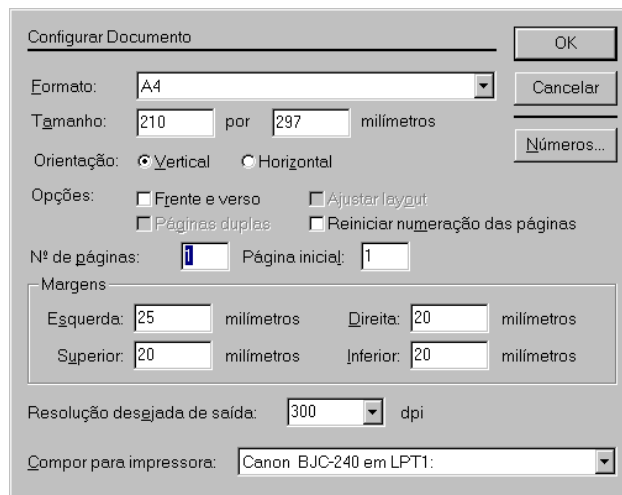 Configurar Documento
OK
Formato: A4
Cancelar
Tamanho: 210 por 297 milímetros
Números...
Orientação: Vertical Horizontal
Opções: Frente e verso Ajustar layout
Páginas duplas Reiniciar numeração das páginas
Nº de páginas: 1 Página inicial: 1
Margens
Esquerda: 25 milímetros Direita: 20 milímetros
Superior: 20 milímetros Inferior: 20 milímetros
Resolução desejada de saída: 300 dpi
Compor para impressora: Canon BJC-240 em LPT1: